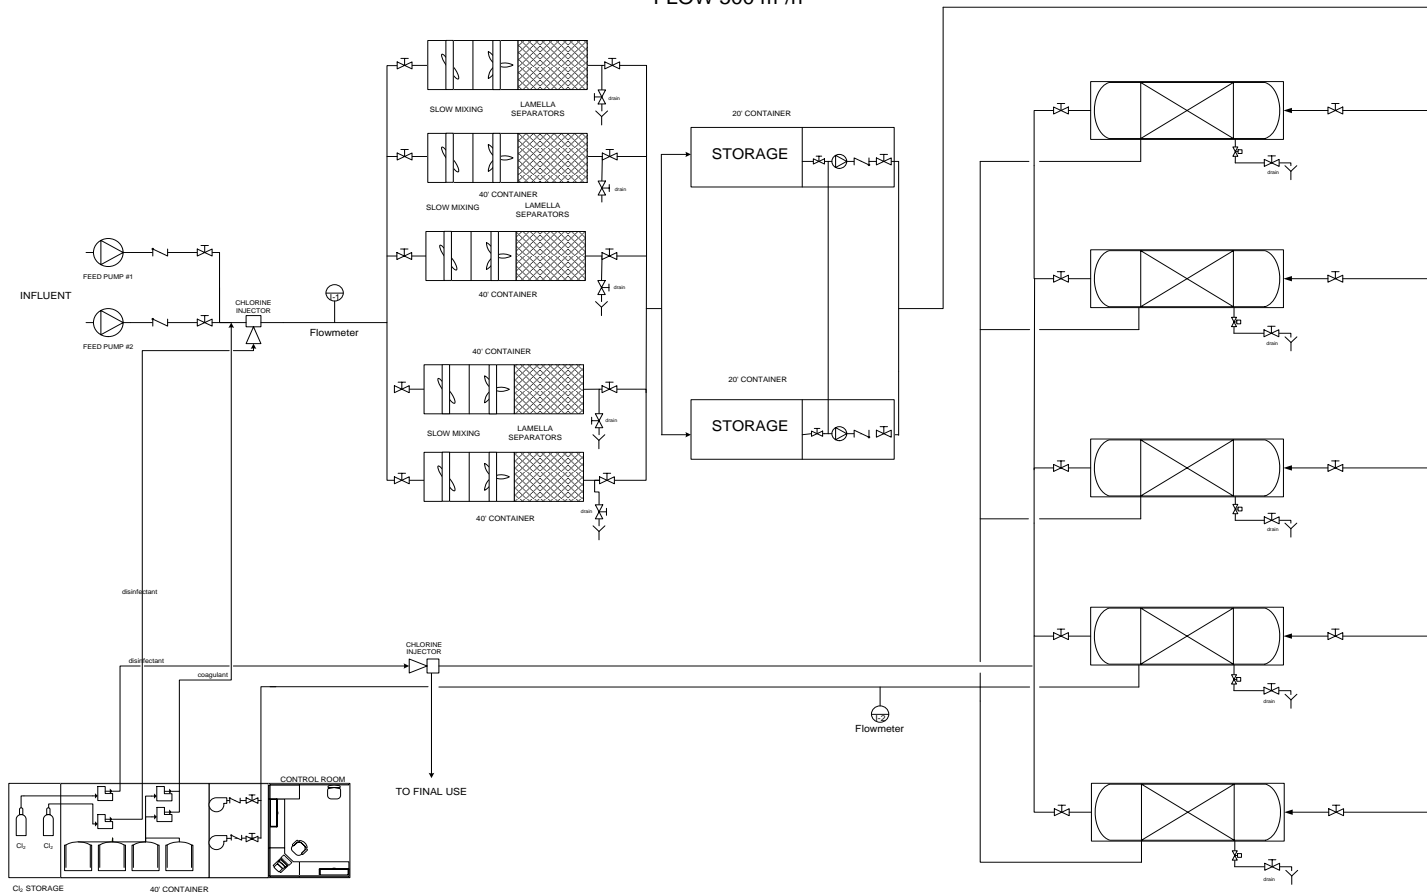 FLOW 300 m³/h
SLOW MIXING
LAMELLA
SEPARATORS
drain
drain
40' CONTAINER
SLOW MIXING
LAMELLA
SEPARATORS
drain
40' CONTAINER
20' CONTAINER
STORAGE
FEED PUMP #1
INFLUENT
FEED PUMP #2
CHLORINE
INJECTOR
I-1
Flowmeter
40' CONTAINER
drain
SLOW MIXING
LAMELLA
SEPARATORS
drain
40' CONTAINER
20' CONTAINER
STORAGE
drain
drain
drain
drain
drain
disinfectant
disinfectant
coagulant
CHLORINE
INJECTOR
I-2
Flowmeter
TO FINAL USE
CONTROL ROOM
Cl₂
Cl₂
Cl₂ STORAGE
40' CONTAINER